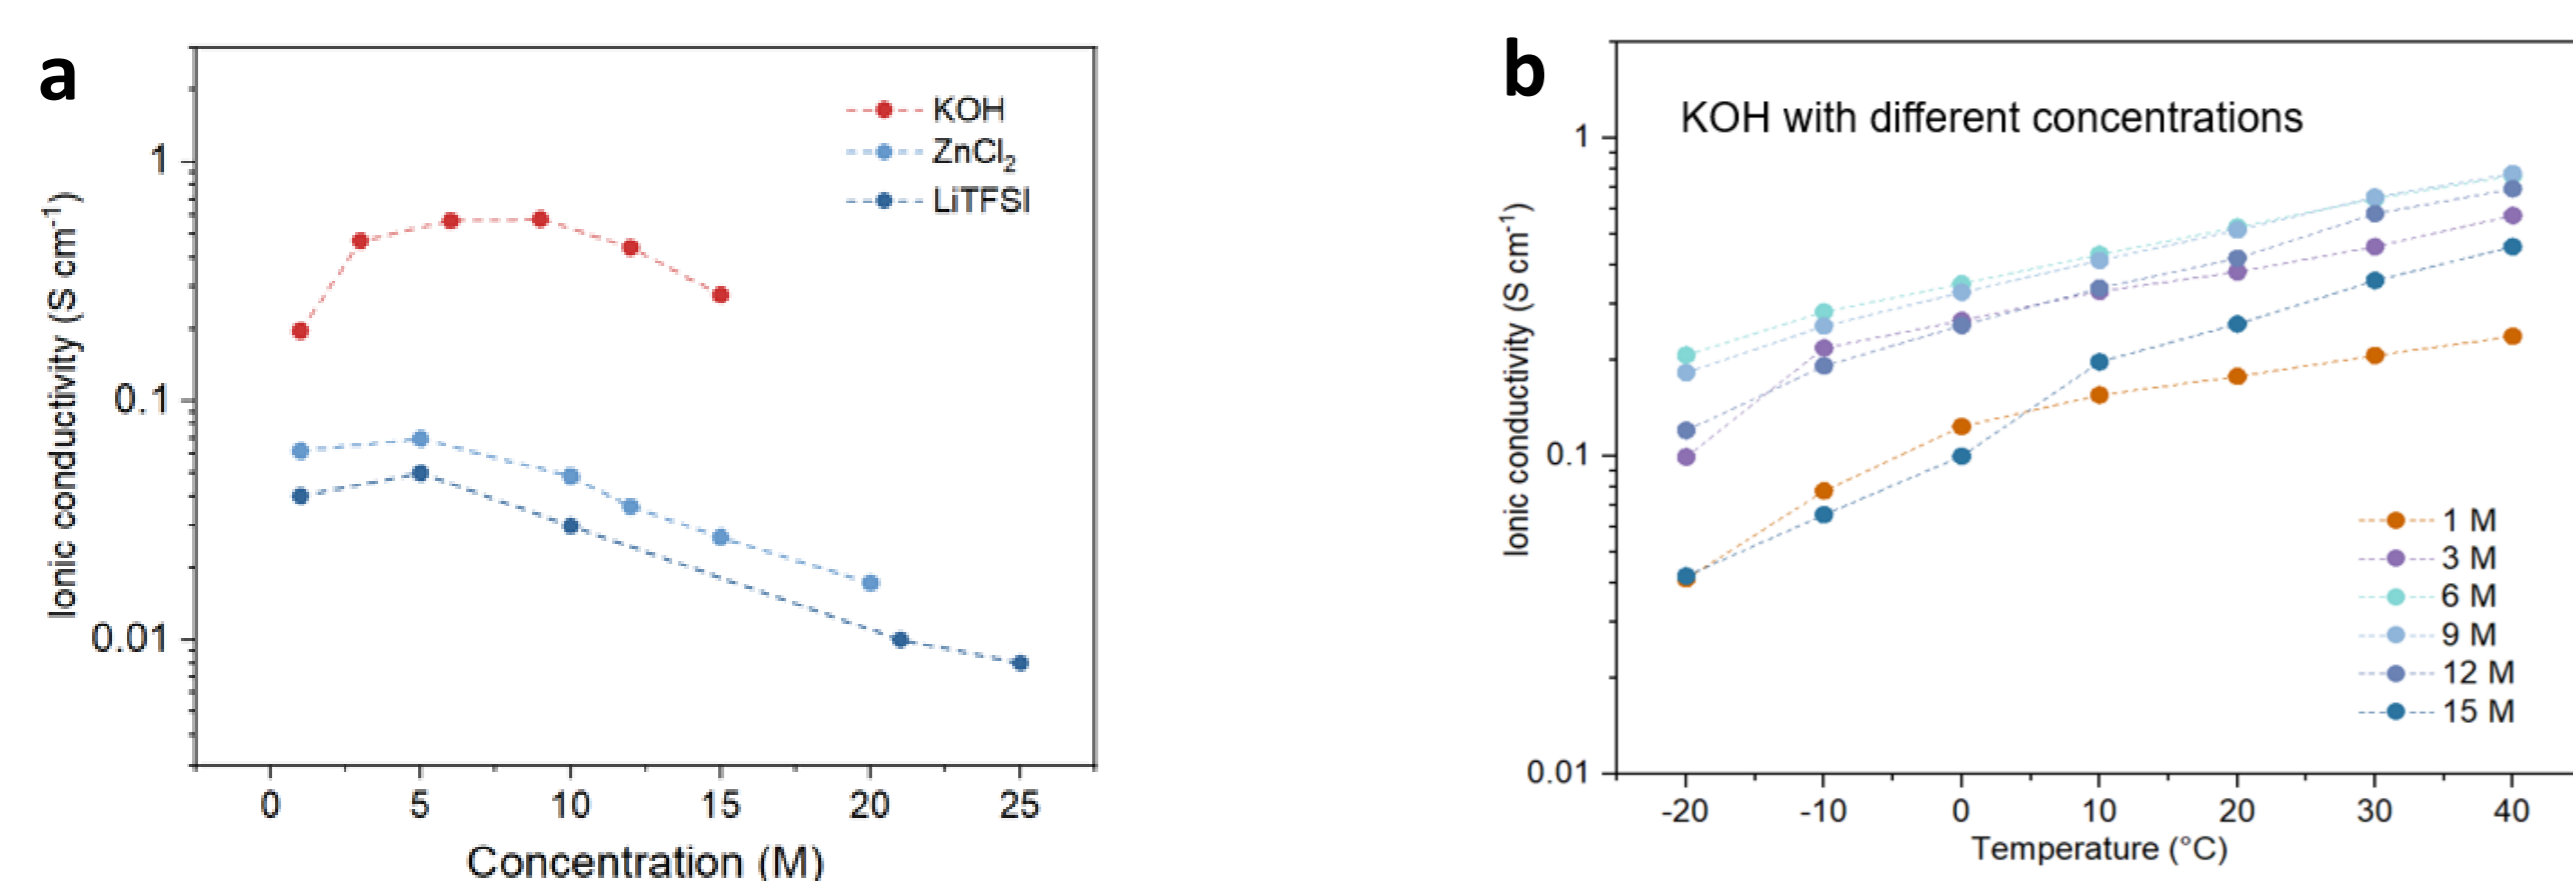 a
KOH
ZnCl₂
LiTFSI
1
0.1
0.01
Ionic conductivity (S cm⁻¹)
0 5 10 15 20 25
Concentration (M)
b
KOH with different concentrations
1
0.1
0.01
Ionic conductivity (S cm⁻¹)
1 M
3 M
6 M
9 M
12 M
15 M
-20 -10 0 10 20 30 40
Temperature (°C)